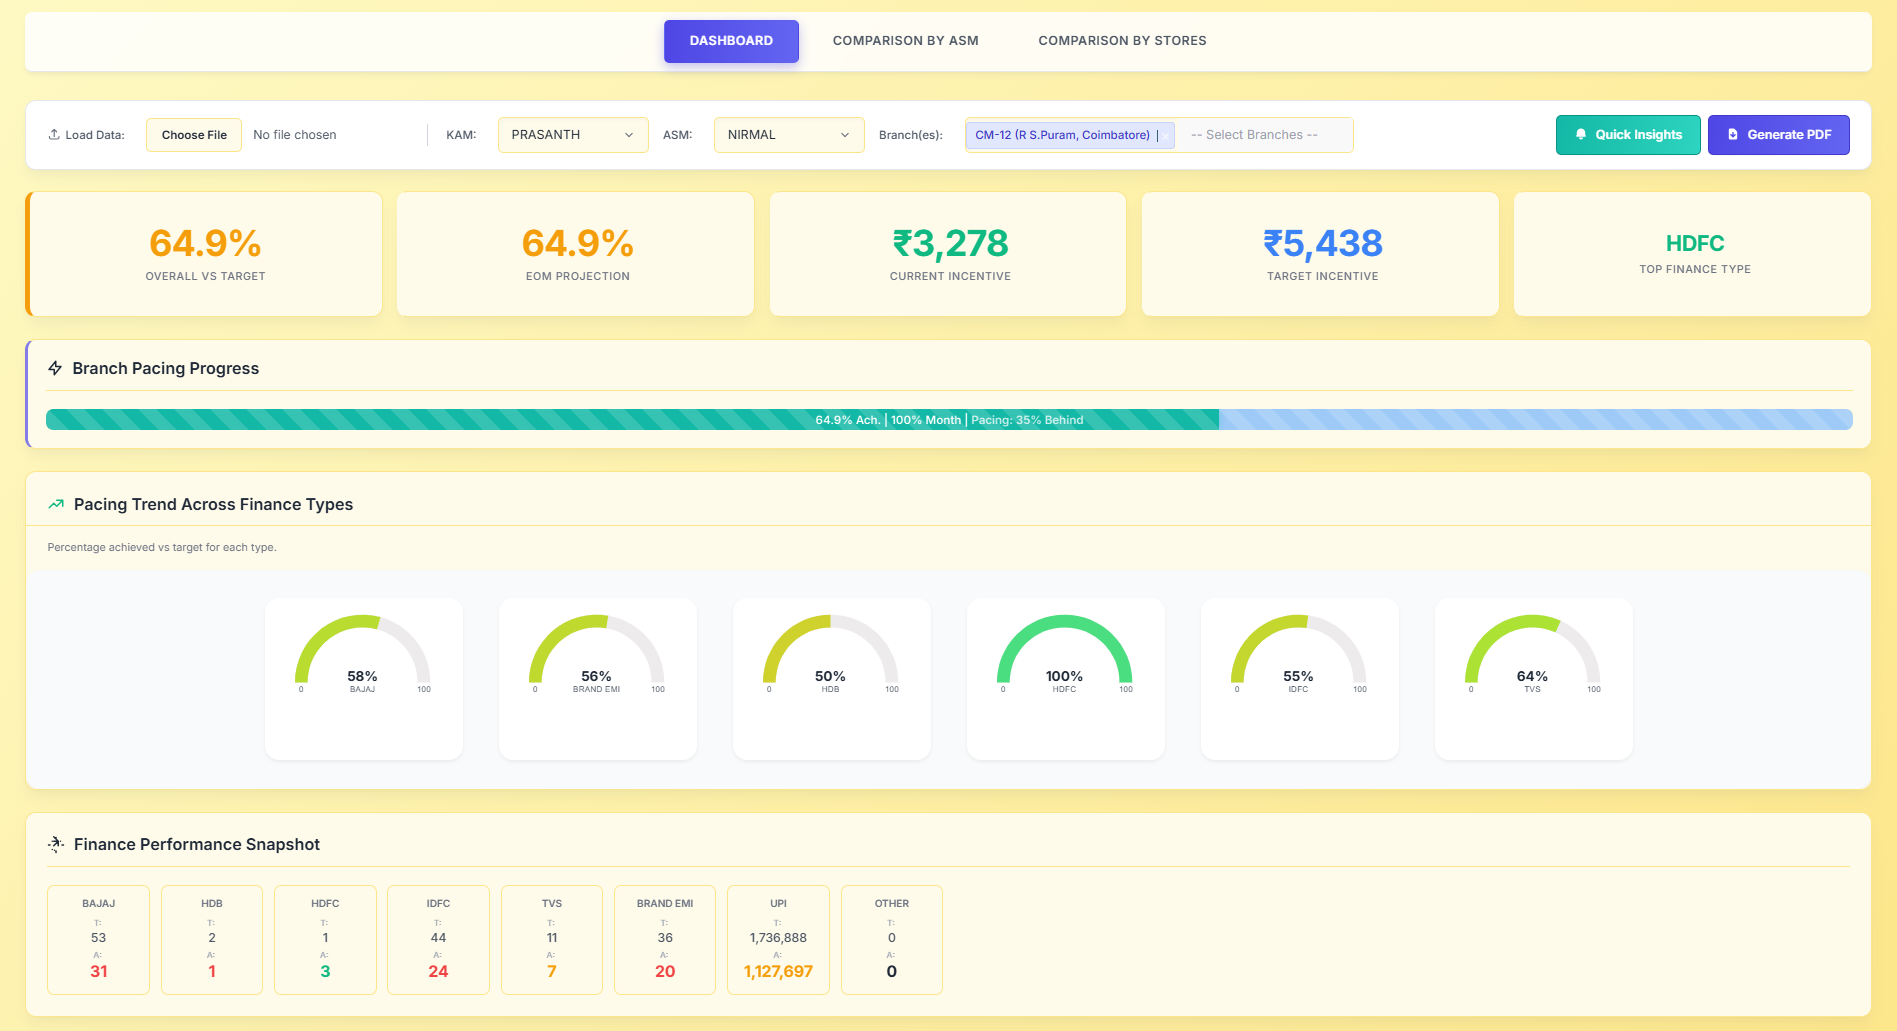 DASHBOARD
COMPARISON BY ASM
COMPARISON BY STORES
Load Data:
Choose File
No file chosen
KAM:
PRASANTH
ASM:
NIRMAL
Branch(es):
CM-12 (R S.Puram, Coimbatore) |
-- Select Branches --
Quick Insights
Generate PDF
64.9%
OVERALL VS TARGET
64.9%
EOM PROJECTION
₹3,278
CURRENT INCENTIVE
₹5,438
TARGET INCENTIVE
HDFC
TOP FINANCE TYPE
Branch Pacing Progress
64.9% Ach. | 100% Month | Pacing: 35% Behind
Pacing Trend Across Finance Types
Percentage achieved vs target for each type.
58%
0 BAJAJ 100
56%
0 BRAND EMI 100
50%
0 HDB 100
100%
0 HDFC 100
55%
0 IDFC 100
64%
0 TVS 100
Finance Performance Snapshot
BAJAJ
T:
53
A:
31
HDB
T:
2
A:
1
HDFC
T:
1
A:
3
IDFC
T:
44
A:
24
TVS
T:
11
A:
7
BRAND EMI
T:
36
A:
20
UPI
T:
1,736,888
A:
1,127,697
OTHER
T:
0
A:
0